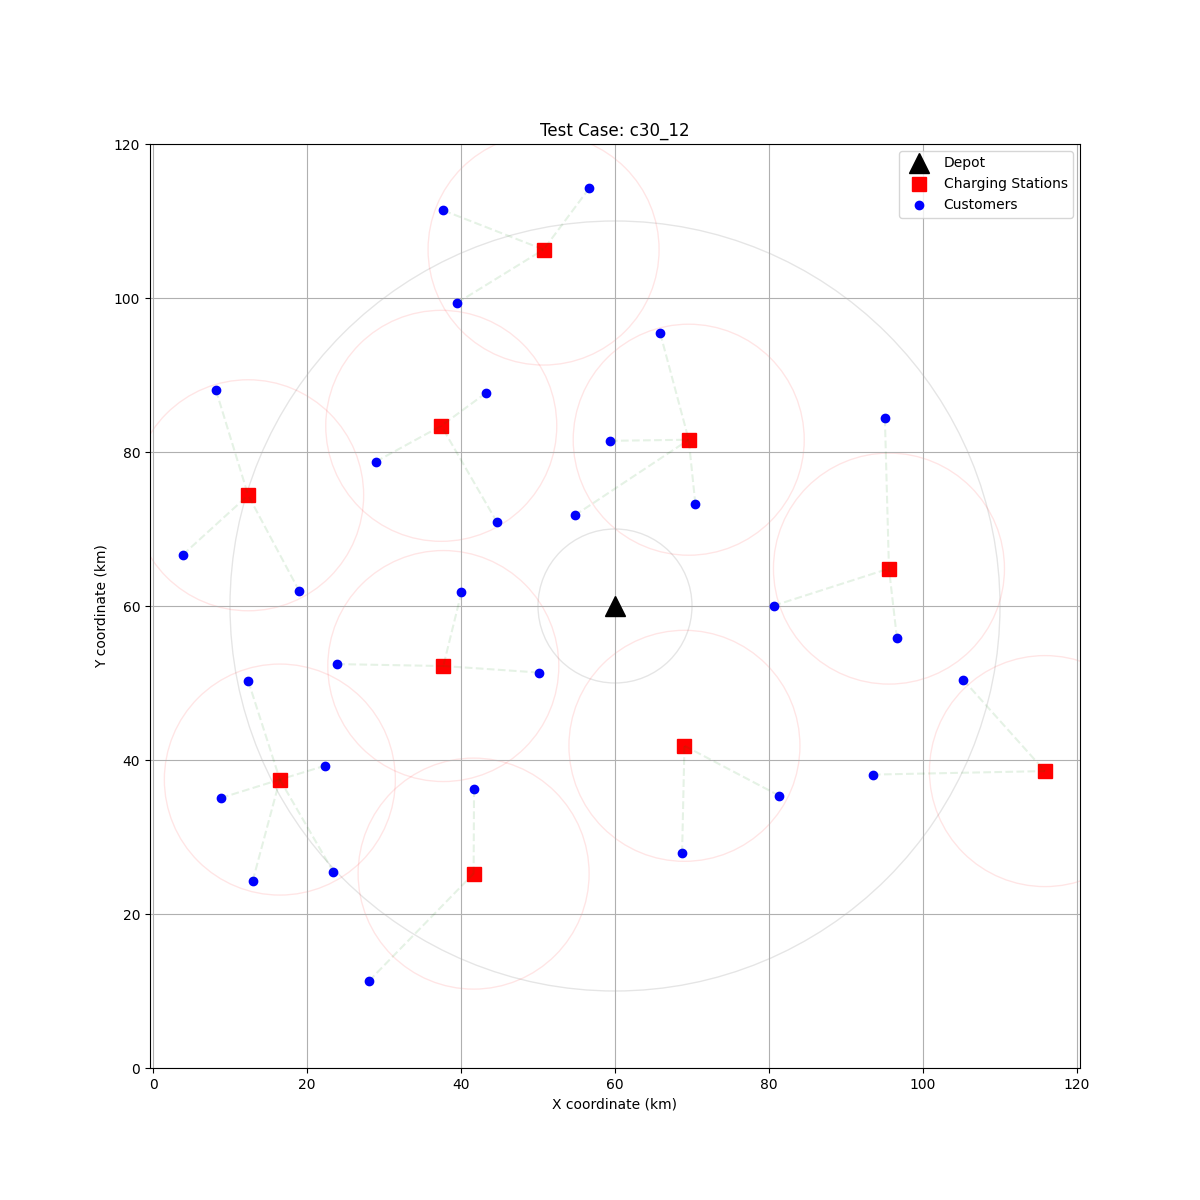 Test Case: c30_12
Depot
Charging Stations
Customers
120
100
80
60
40
20
0
Y coordinate (km)
0 20 40 60 80 100 120
X coordinate (km)